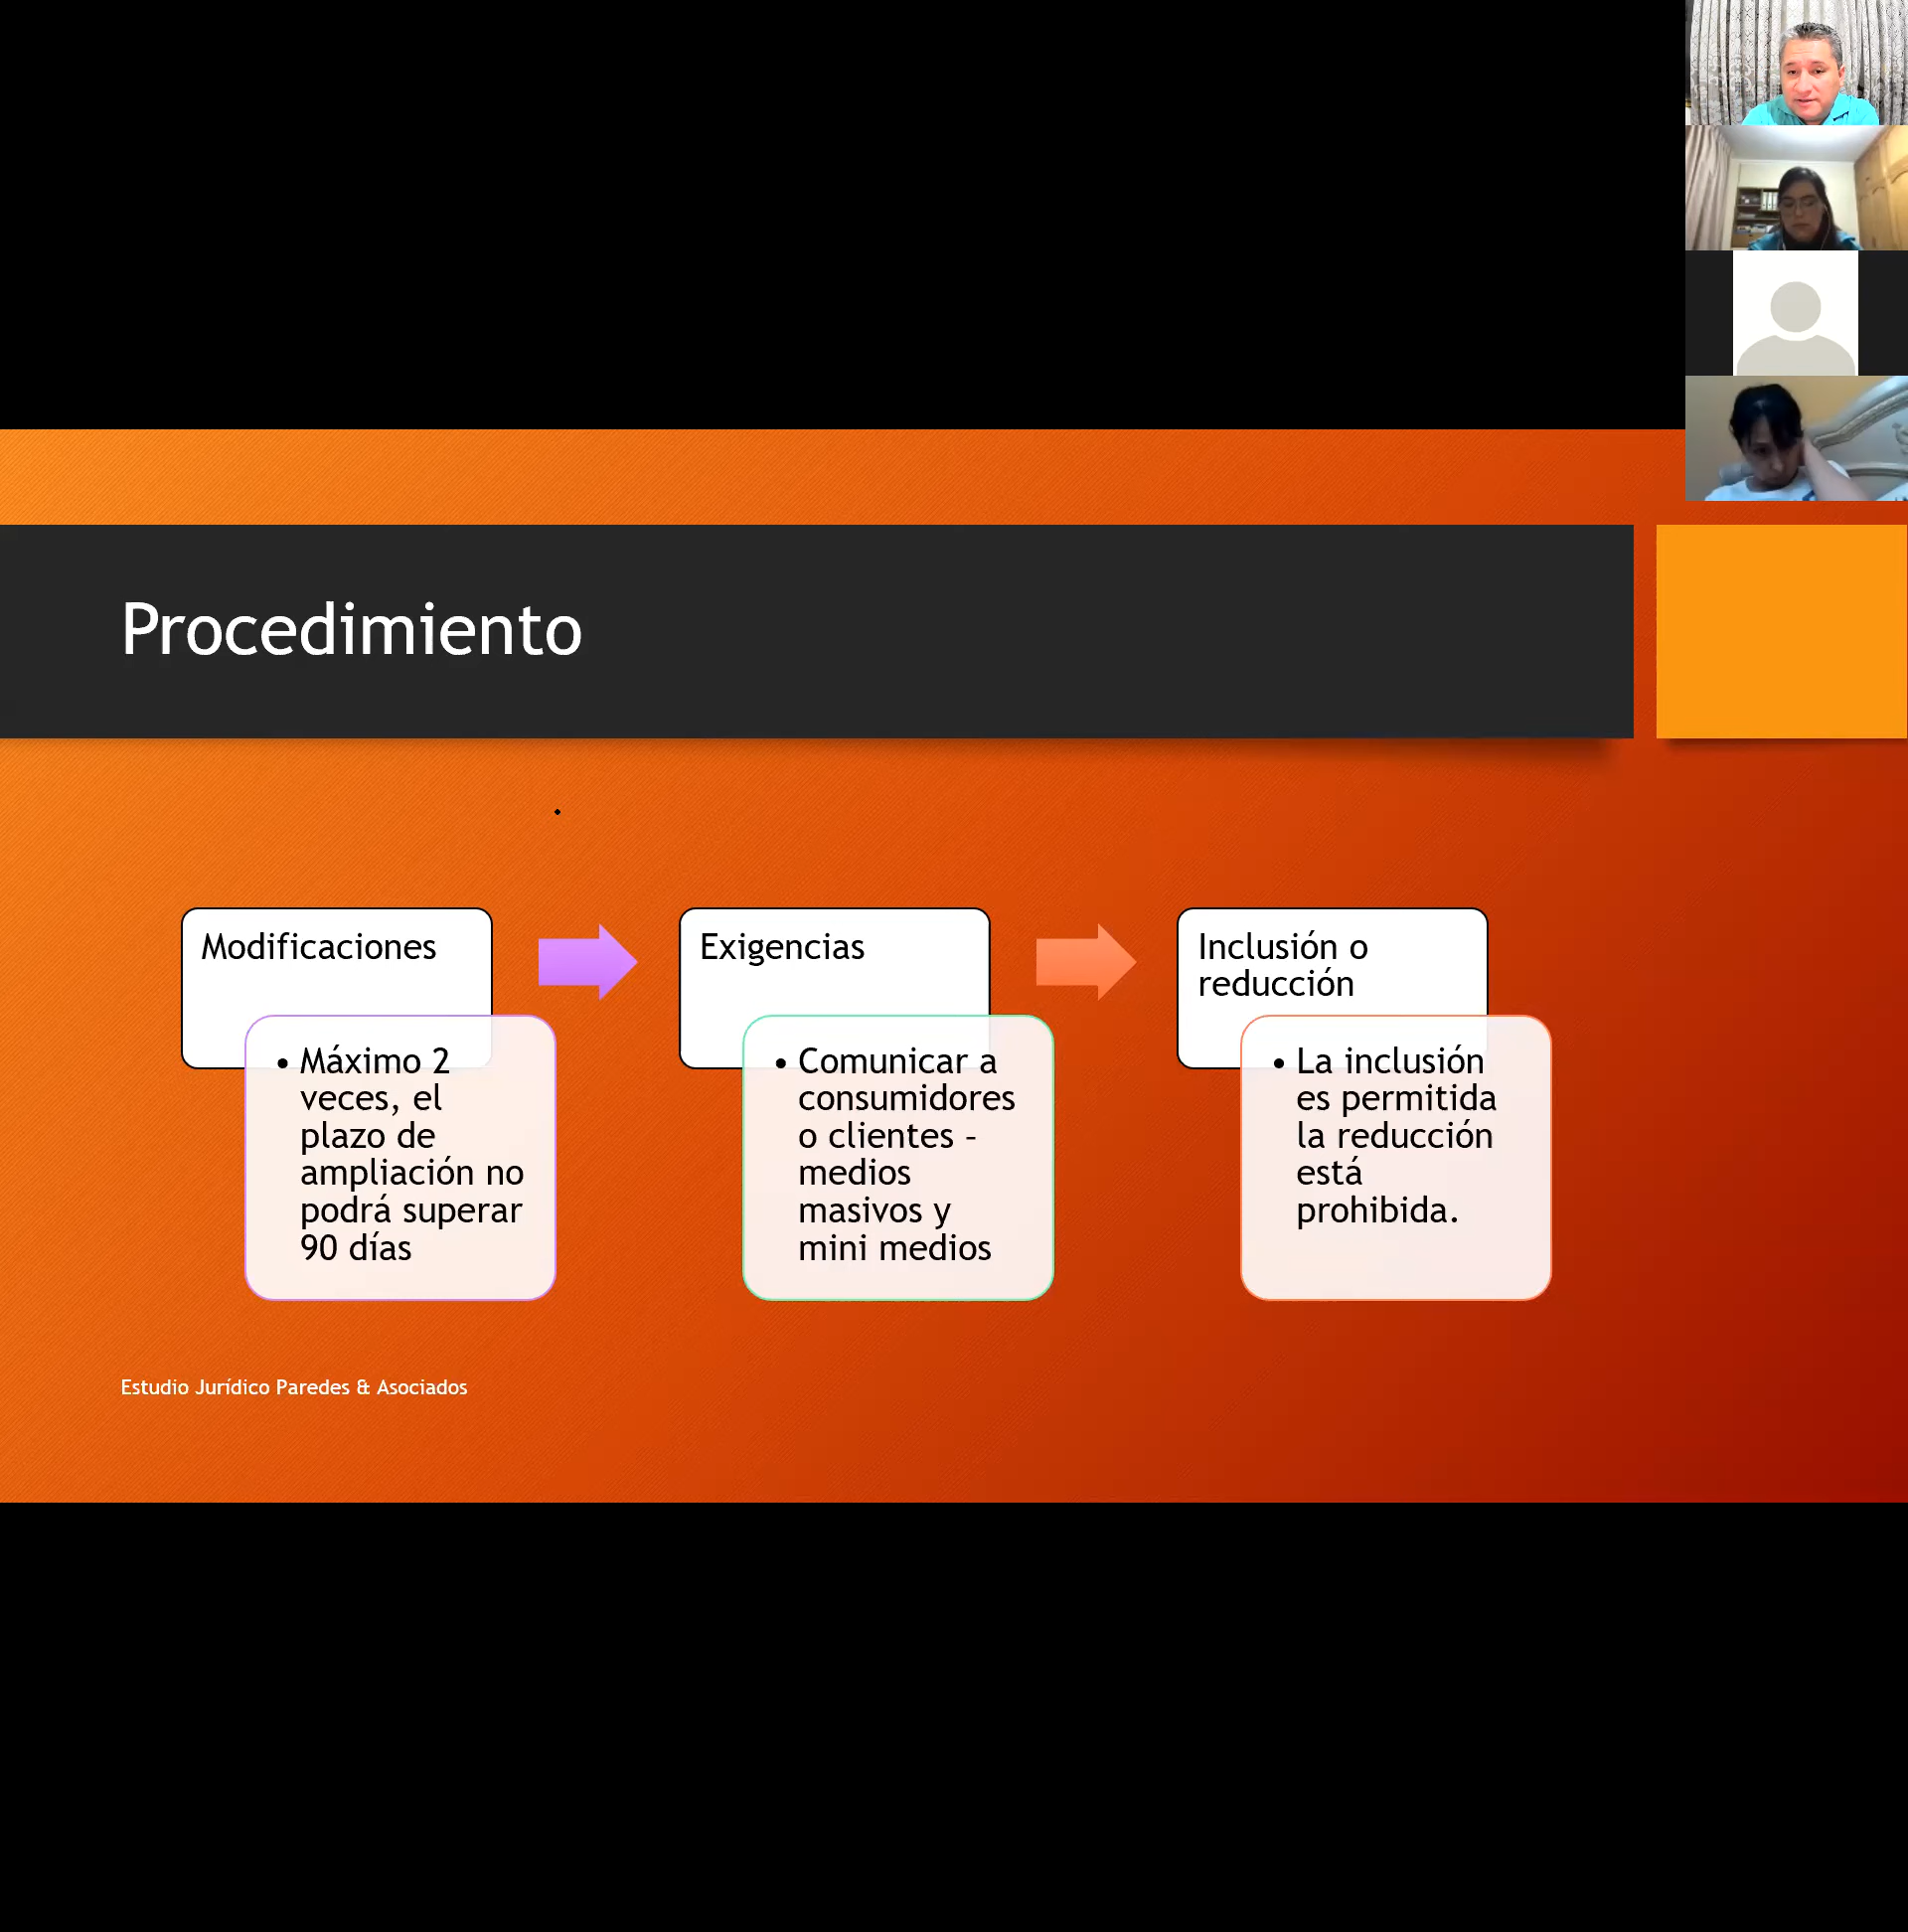 Procedimiento
Modificaciones
• Máximo 2
veces, el
plazo de
ampliación no
podrá superar
90 días
Exigencias
• Comunicar a
consumidores
o clientes –
medios
masivos y
mini medios
Inclusión o
reducción
• La inclusión
es permitida
la reducción
está
prohibida.
Estudio Jurídico Paredes & Asociados